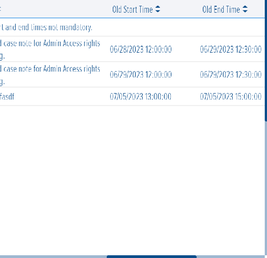 Old Start Time Old End Time
t and end times not mandatory.
case note for Admin Access rights
g. 06/28/2023 12:00:00 06/29/2023 12:30:00
case note for Admin Access rights
g. 06/29/2023 12:00:00 06/29/2023 12:30:00
fasdf 07/05/2023 13:00:00 07/05/2023 15:00:00